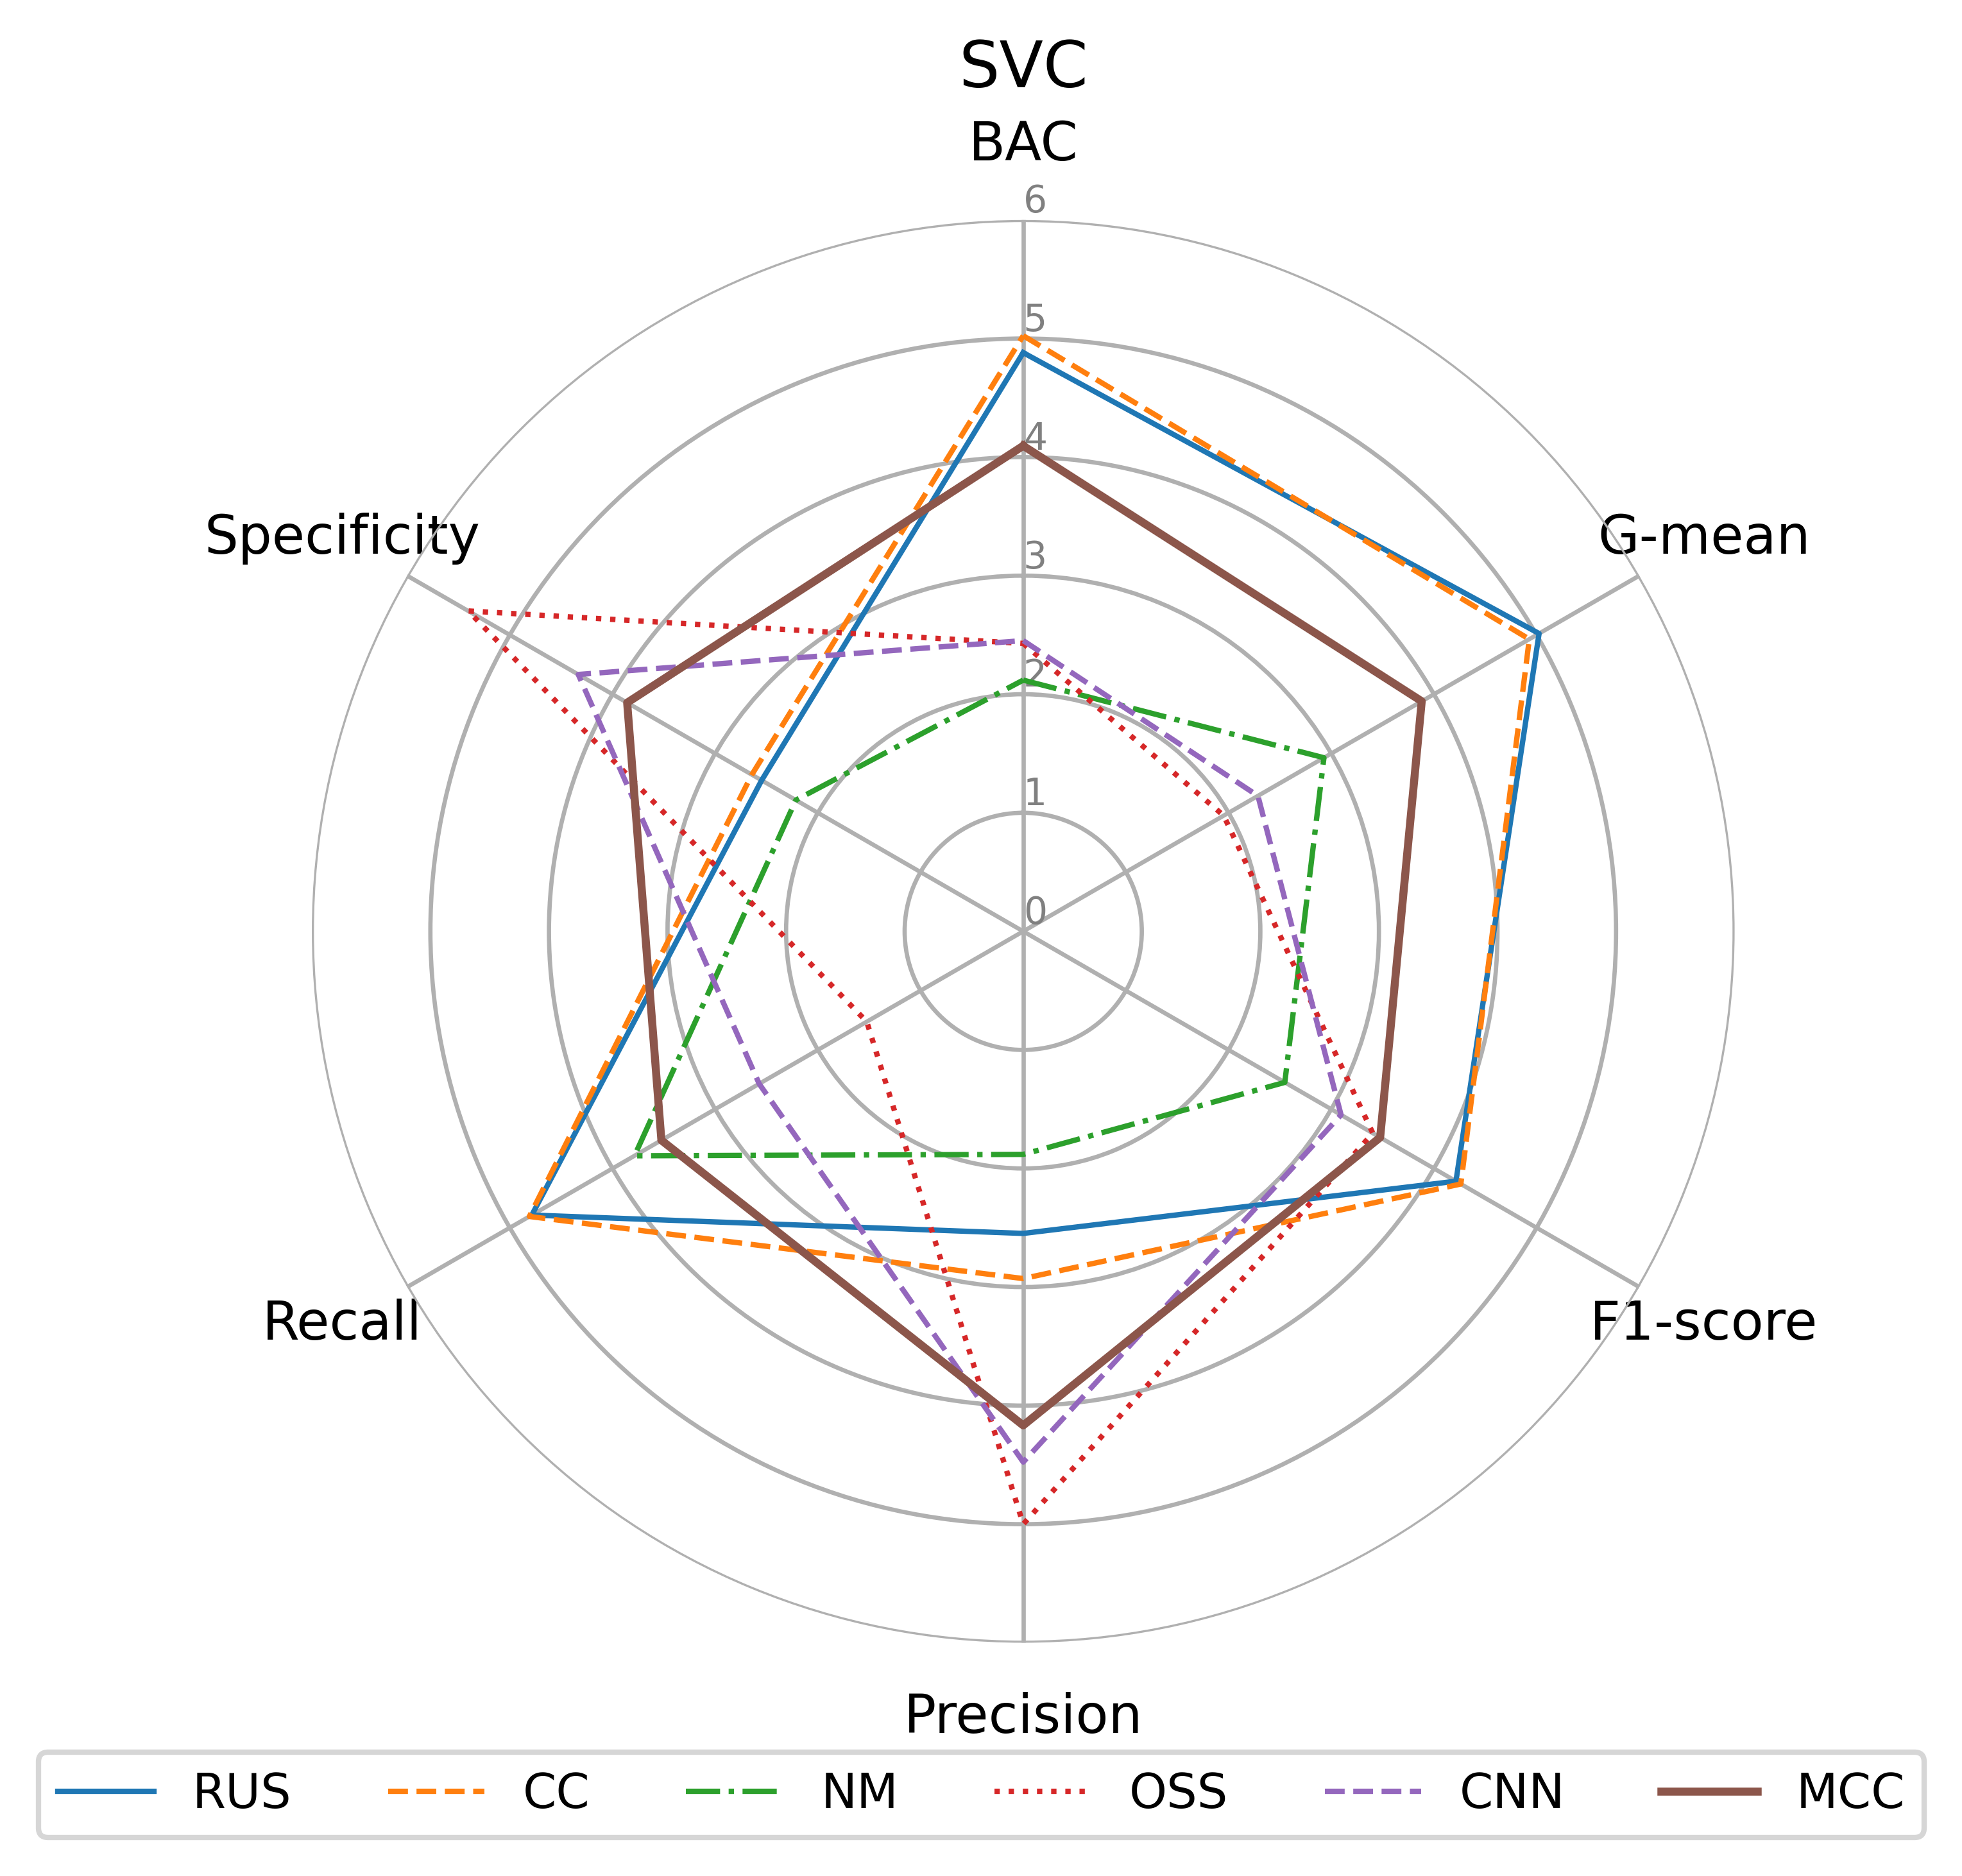 SVC
BAC
6
5
4
3
2
1
0
Specificity
G-mean
Recall
F1-score
Precision
RUS CC NM OSS CNN MCC